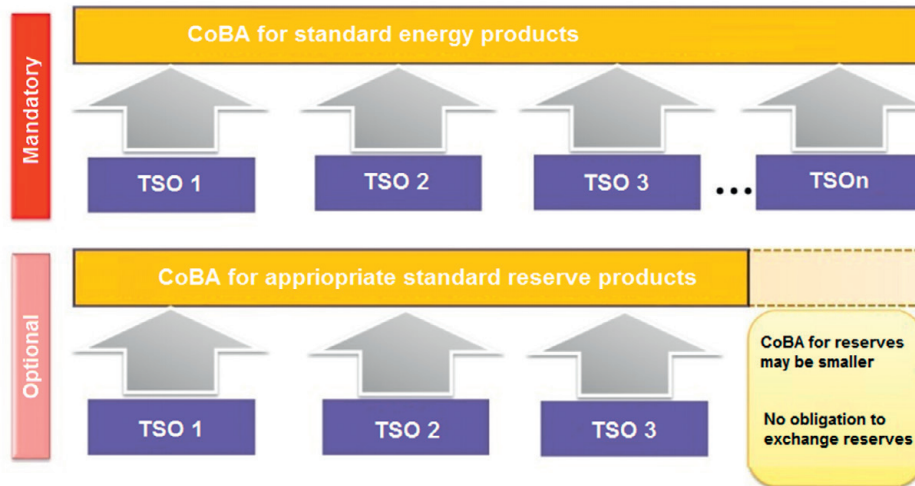 Mandatory
CoBA for standard energy products
TSO 1
TSO 2
TSO 3
...
TSOn
Optional
CoBA for appriopriate standard reserve products
TSO 1
TSO 2
TSO 3
CoBA for reserves
may be smaller
No obligation to
exchange reserves